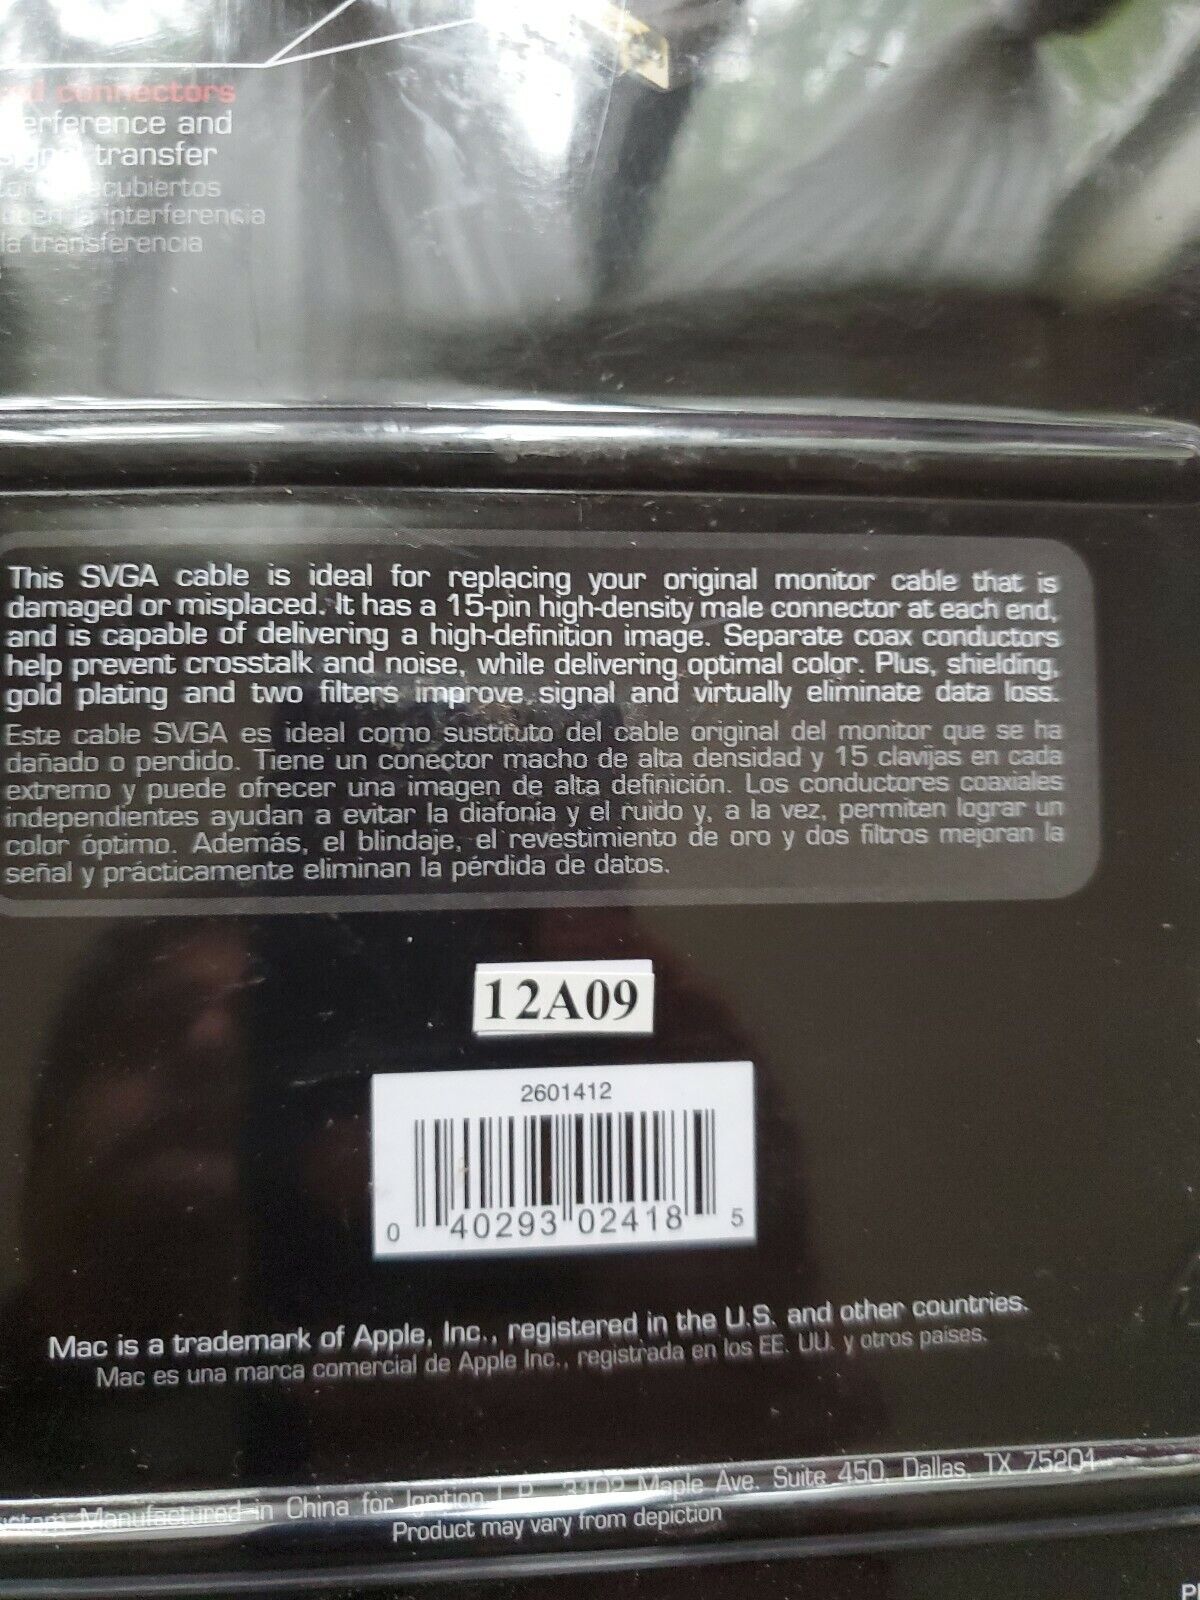 connectors
erference and
signal transfer
ecubiertos
interferencia
la transferencia
This SVGA cable is ideal for replacing your original monitor cable that is
damaged or misplaced. It has a 15-pin high-density male connector at each end,
and is capable of delivering a high-definition image. Separate coax conductors
help prevent crosstalk and noise, while delivering optimal color. Plus, shielding,
gold plating and two filters improve signal and virtually eliminate data loss.
Este cable SVGA es ideal como sustituto del cable original del monitor que se ha
dañado o perdido. Tiene un conector macho de alta densidad y 15 clavijas en cada
extremo y puede ofrecer una imagen de alta definición. Los conductores coaxiales
independientes ayudan a evitar la diafonía y el ruido y, a la vez, permiten lograr un
color óptimo. Además, el blindaje, el revestimiento de oro y dos filtros mejoran la
señal y prácticamente eliminan la pérdida de datos.
12A09
2601412
0 40293 02418 5
Mac is a trademark of Apple, Inc., registered in the U.S. and other countries.
Mac es una marca comercial de Apple Inc., registrada en los EE. UU. y otros países.
Manufactured in China for Ignition L.P. 3102 Maple Ave. Suite 450, Dallas, TX 75201
Product may vary from depiction